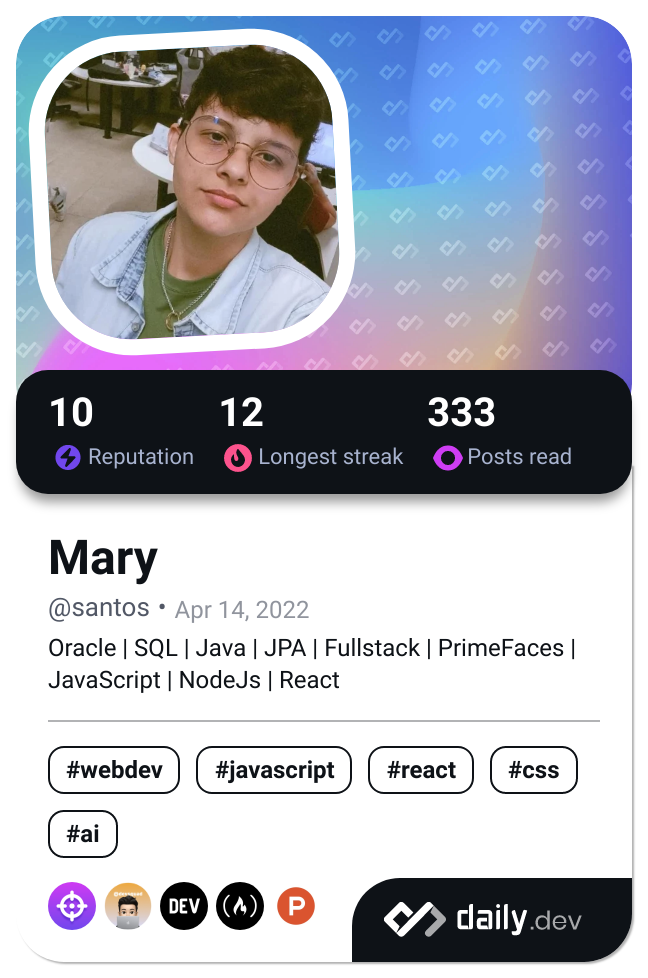 10 12 333
Reputation Longest streak Posts read
Mary
@santos • Apr 14, 2022
Oracle | SQL | Java | JPA | Fullstack | PrimeFaces |
JavaScript | NodeJs | React
#webdev #javascript #react #css
#ai
DEV P
daily.dev